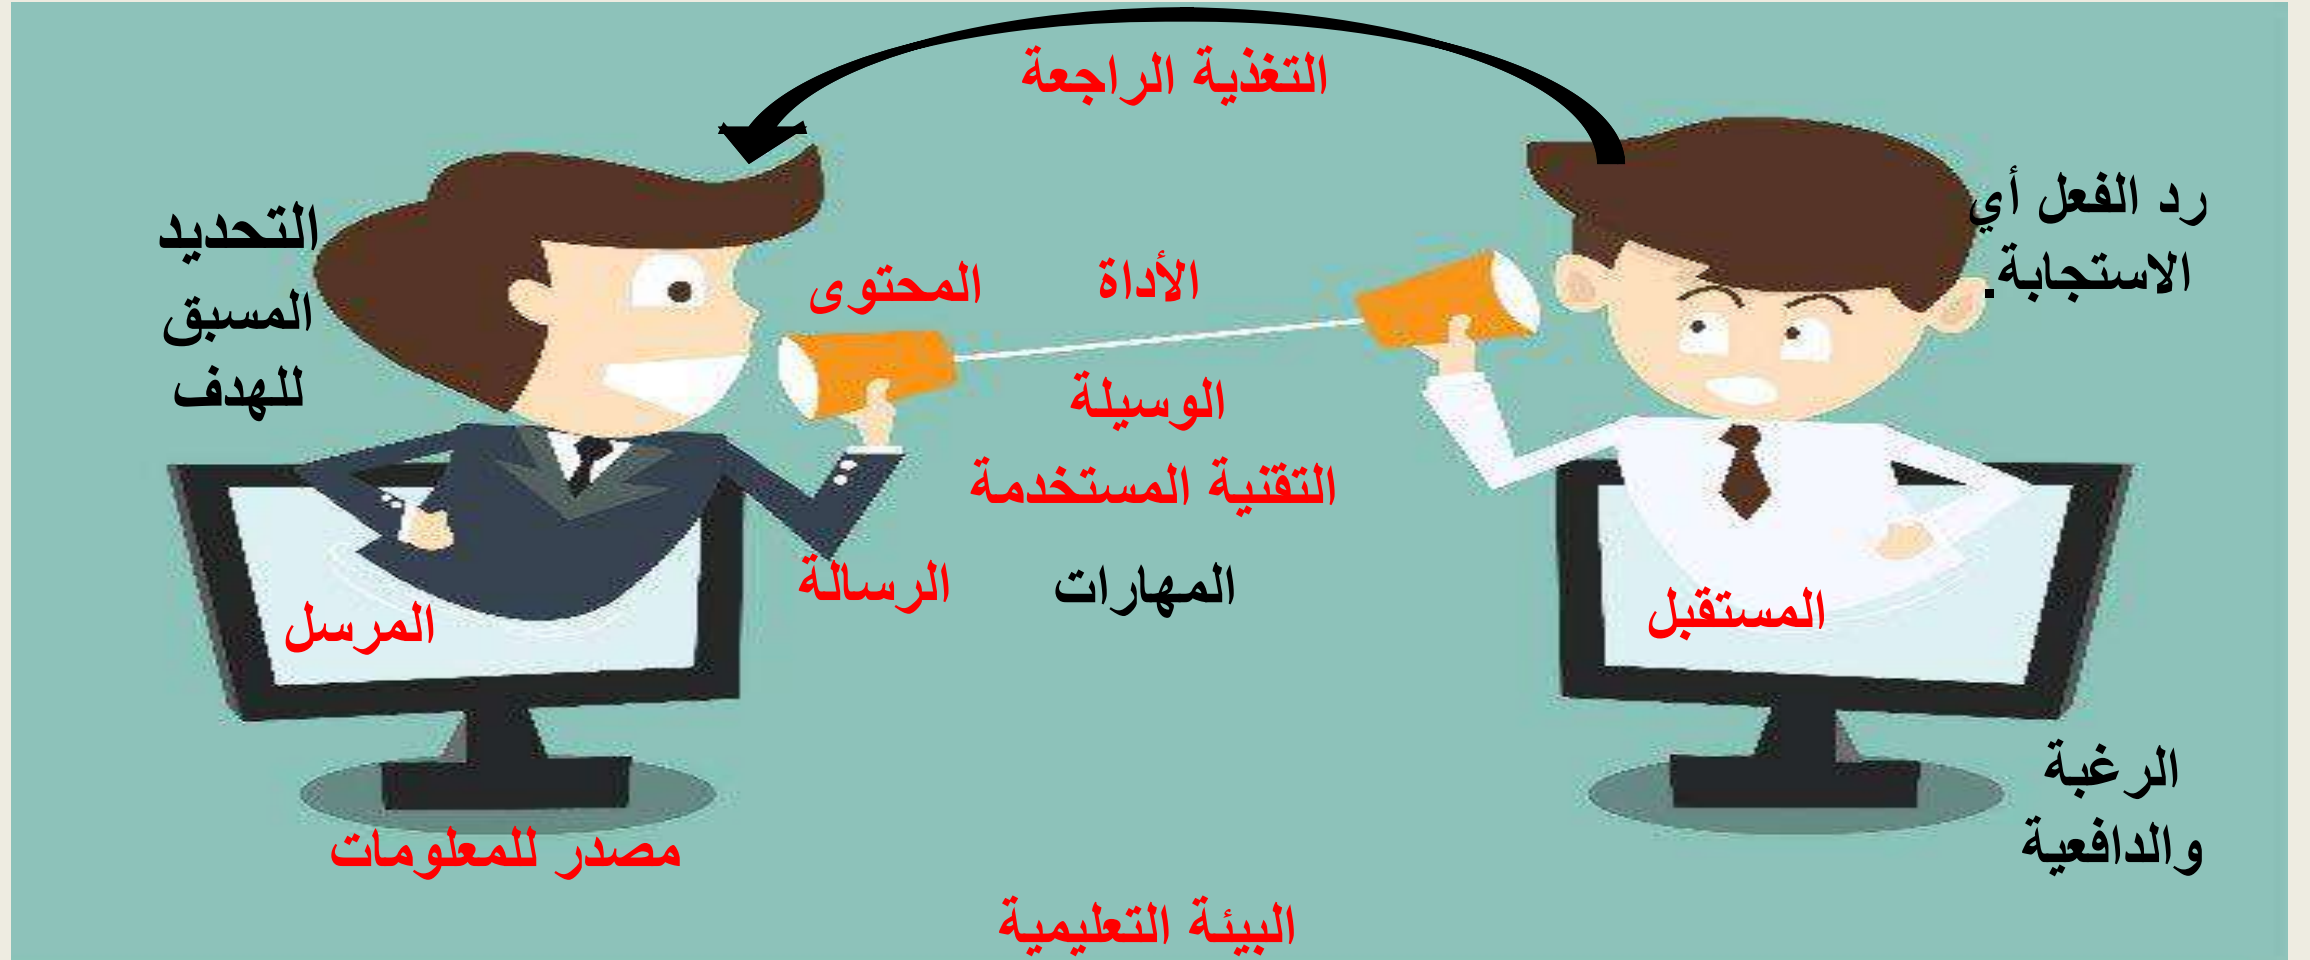 التغذية الراجعة
رد الفعل أي
الاستجابة.
التحديد
المسبق
للهدف
الأداة
المحتوى
الوسيلة
التقنية المستخدمة
المهارات
الرسالة
المستقبل
المرسل
الرغبة
والدافعية
مصدر للمعلومات
البيئة التعليمية